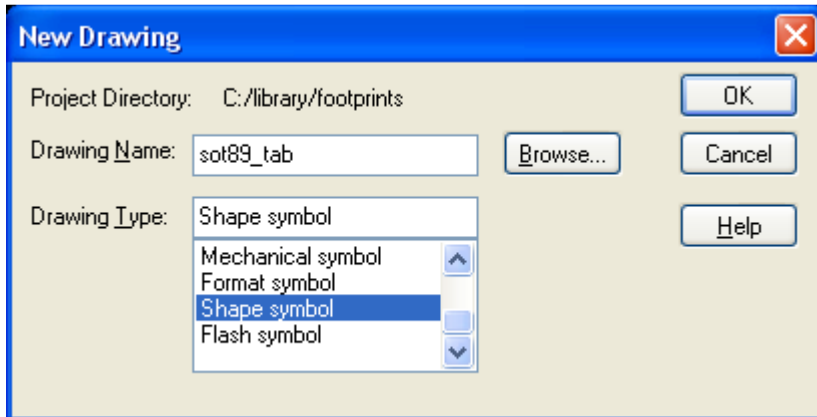 New Drawing
Project Directory: C:/library/footprints
OK
Drawing Name: sot89_tab
Browse...
Cancel
Drawing Type: Shape symbol
Help
Mechanical symbol
Format symbol
Shape symbol
Flash symbol